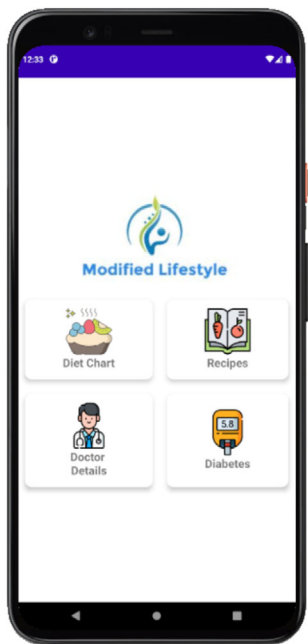 12:33
Modified Lifestyle
Diet Chart
Recipes
5.8
Doctor
Details
Diabetes